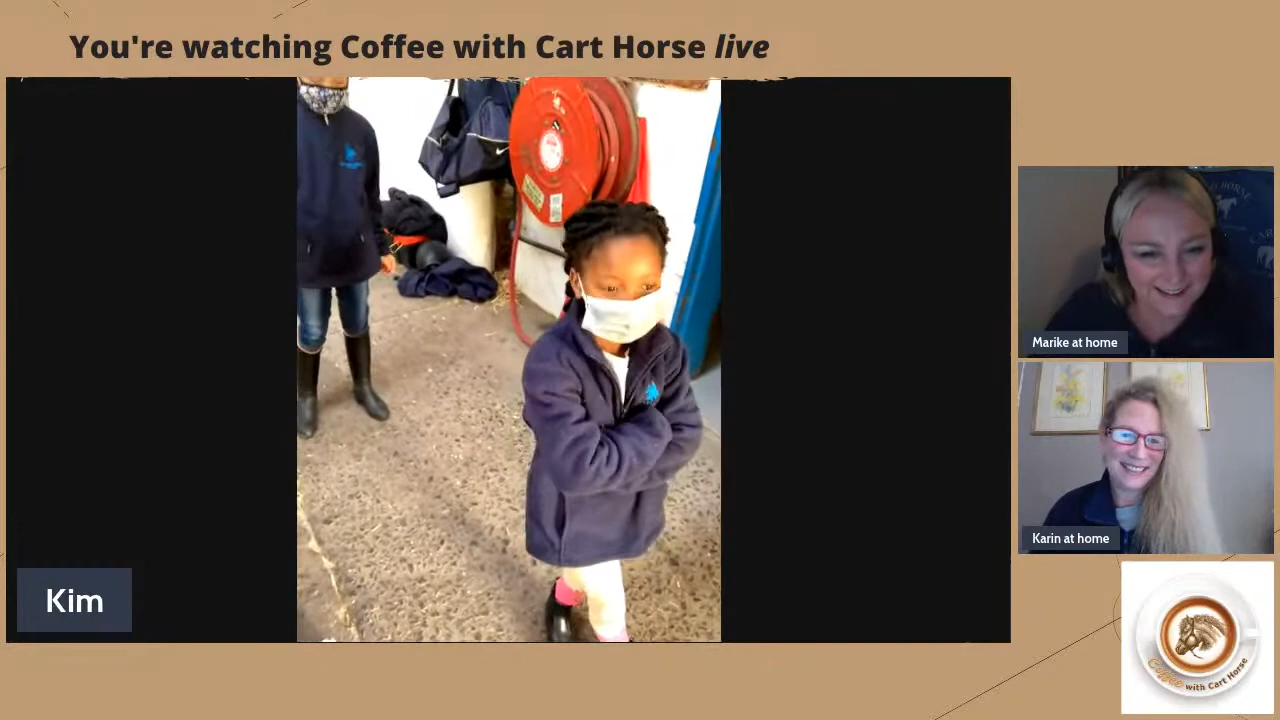 You're watching Coffee with Cart Horse live
Kim
Marike at home
Karin at home
Coffee with Cart Horse